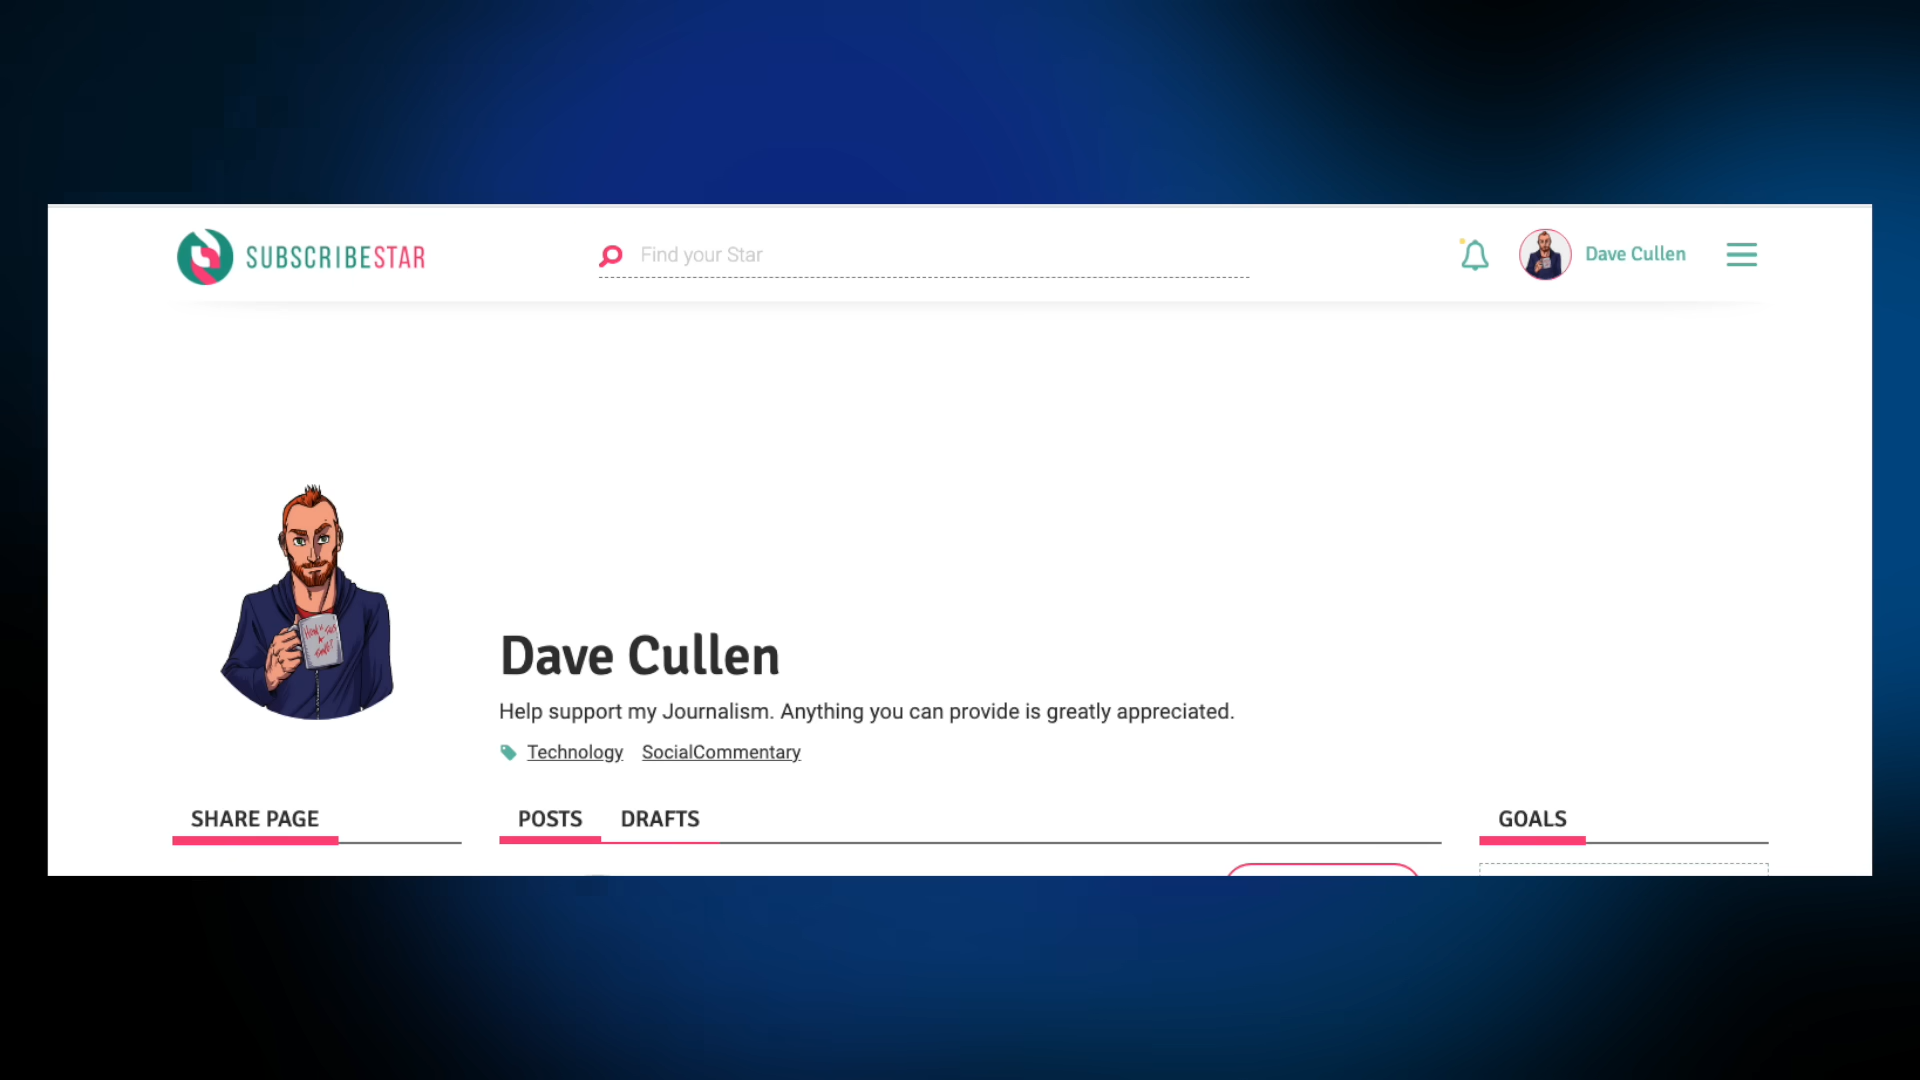 SUBSCRIBESTAR
Find your Star
Dave Cullen
Dave Cullen
Help support my Journalism. Anything you can provide is greatly appreciated.
Technology SocialCommentary
SHARE PAGE
POSTS DRAFTS
GOALS